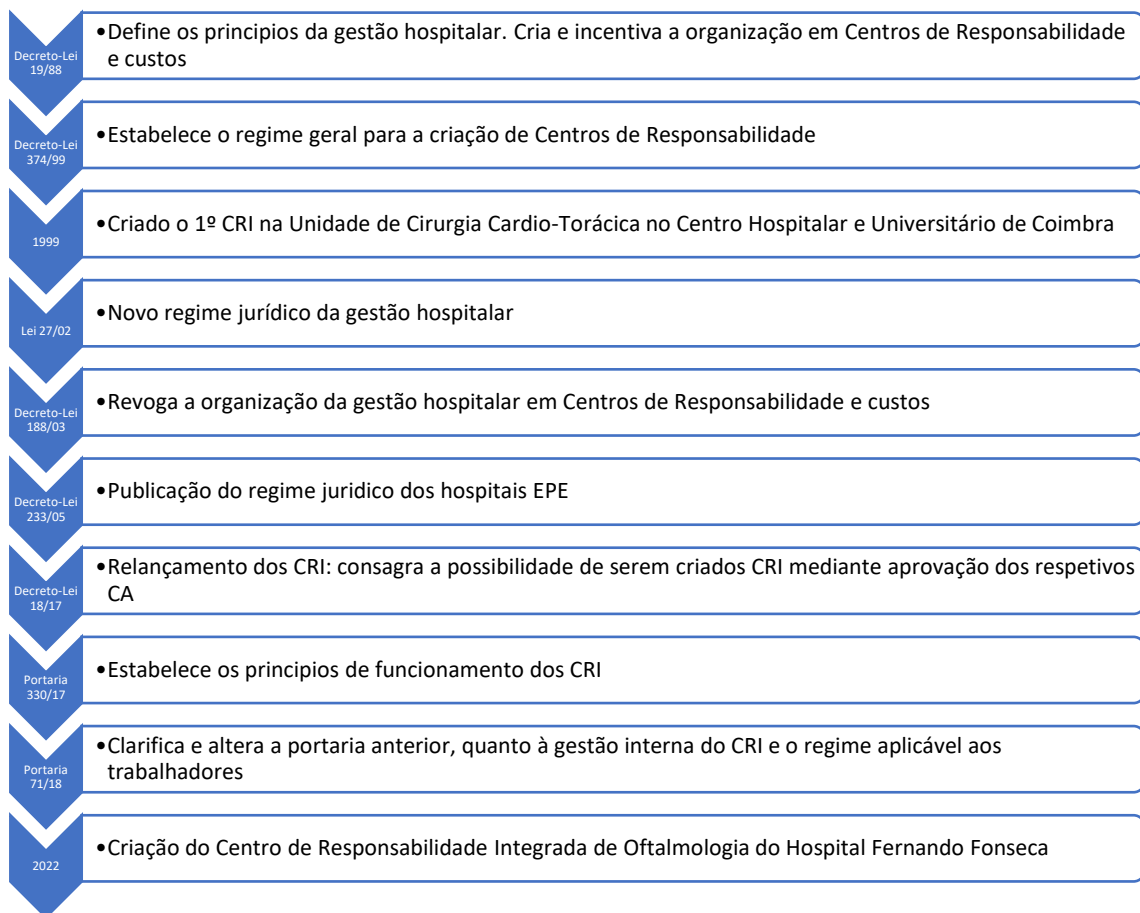 Decreto-Lei
19/88
•Define os principios da gestão hospitalar. Cria e incentiva a organização em Centros de Responsabilidade
e custos
Decreto-Lei
374/99
•Estabelece o regime geral para a criação de Centros de Responsabilidade
1999
•Criado o 1º CRI na Unidade de Cirurgia Cardio-Torácica no Centro Hospitalar e Universitário de Coimbra
Lei 27/02
•Novo regime jurídico da gestão hospitalar
Decreto-Lei
188/03
•Revoga a organização da gestão hospitalar em Centros de Responsabilidade e custos
Decreto-Lei
233/05
•Publicação do regime juridico dos hospitais EPE
Decreto-Lei
18/17
•Relançamento dos CRI: consagra a possibilidade de serem criados CRI mediante aprovação dos respetivos
CA
Portaria
330/17
•Estabelece os principios de funcionamento dos CRI
Portaria
71/18
•Clarifica e altera a portaria anterior, quanto à gestão interna do CRI e o regime aplicável aos
trabalhadores
2022
•Criação do Centro de Responsabilidade Integrada de Oftalmologia do Hospital Fernando Fonseca